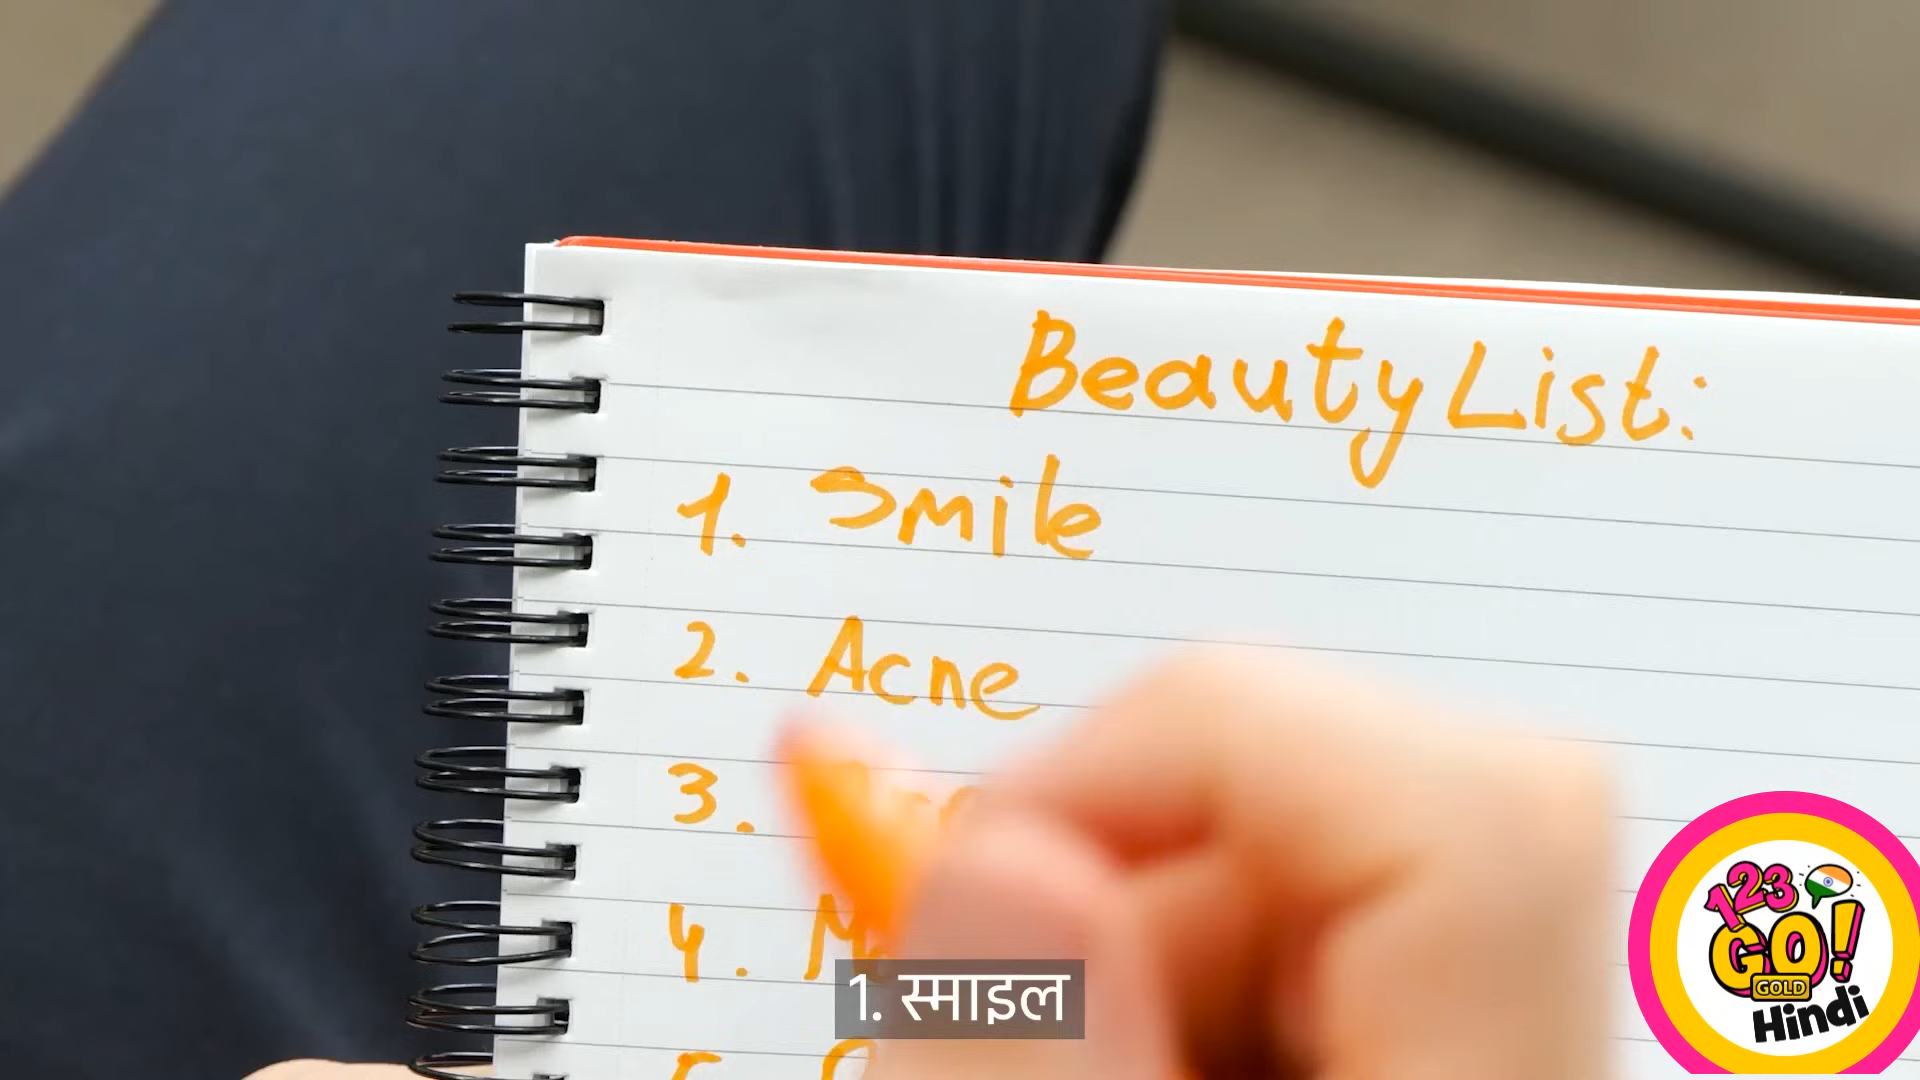 Beauty List:
1. Smile
2. Acne
3.
4.
1. स्माइल
123
GO!
GOLD
Hindi